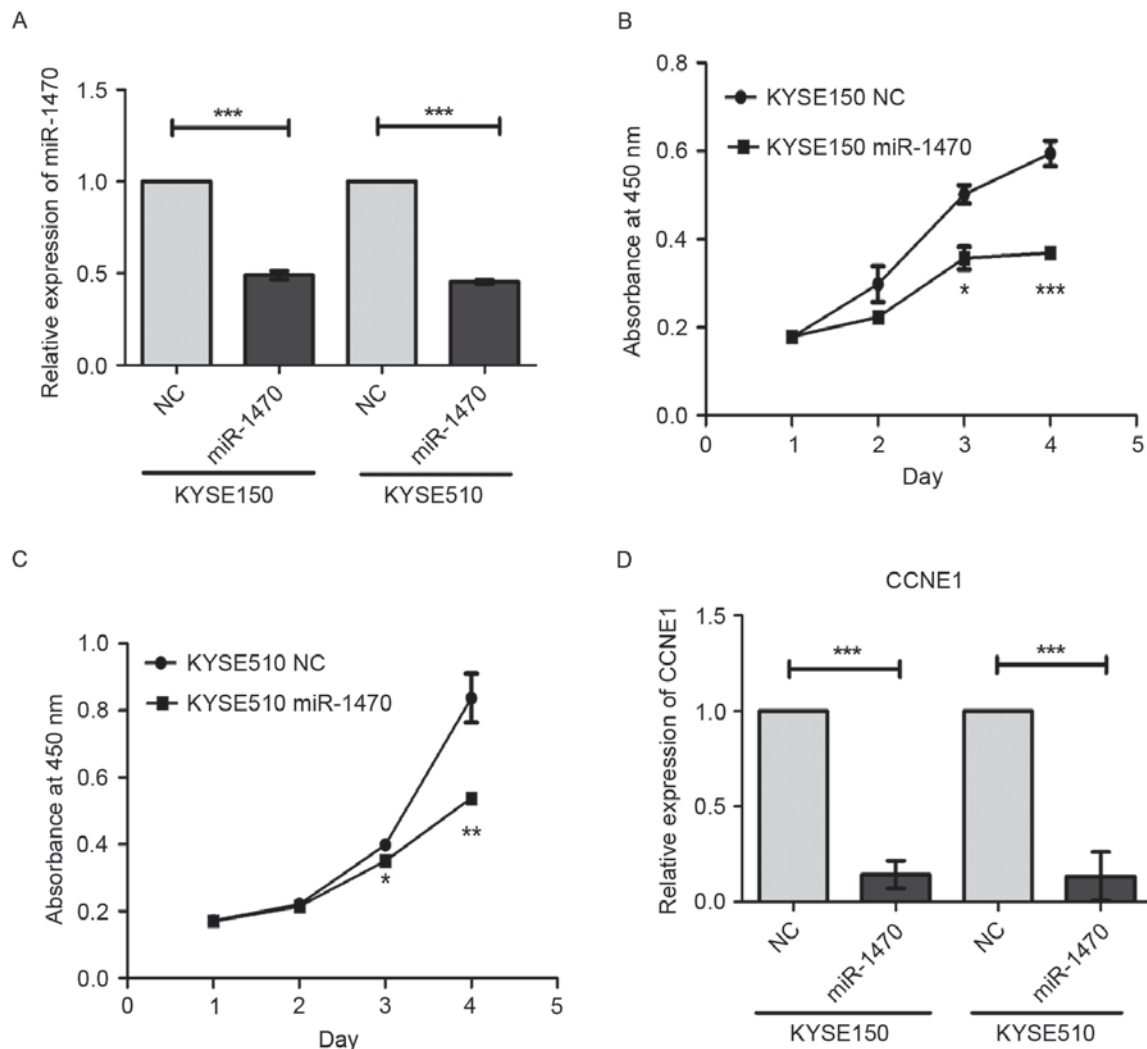 A
Relative expression of miR-1470
1.5
1.0
0.5
0.0
***
***
NC
miR-1470
NC
miR-1470
KYSE150
KYSE510
B
Absorbance at 450 nm
0.8
0.6
0.4
0.2
0.0
KYSE150 NC
KYSE150 miR-1470
*
***
0
1
2
3
4
5
Day
C
Absorbance at 450 nm
1.0
0.8
0.6
0.4
0.2
0.0
KYSE510 NC
KYSE510 miR-1470
*
**
0
1
2
3
4
5
Day
D
CCNE1
Relative expression of CCNE1
1.5
1.0
0.5
0.0
***
***
NC
miR-1470
NC
miR-1470
KYSE150
KYSE510